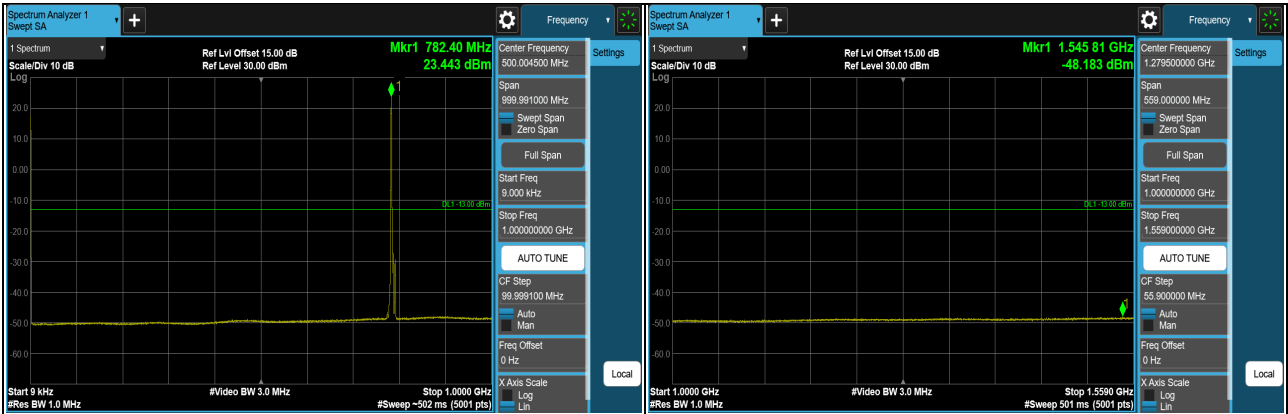 Spectrum Analyzer 1
Swept SA
+
Frequency
1 Spectrum
Scale/Div 10 dB
Ref Lvl Offset 15.00 dB
Ref Level 30.00 dBm
Mkr1 782.40 MHz
23.443 dBm
Log
1
20.0
10.0
0.00
-10.0
-20.0
-30.0
-40.0
-50.0
-60.0
DL1 -13.00 dBm
Start 9 kHz
#Res BW 1.0 MHz
#Video BW 3.0 MHz
Stop 1.0000 GHz
#Sweep ~502 ms (5001 pts)
Center Frequency
500.004500 MHz
Settings
Span
999.991000 MHz
Swept Span
Zero Span
Full Span
Start Freq
9.000 kHz
Stop Freq
1.000000000 GHz
AUTO TUNE
CF Step
99.999100 MHz
Auto
Man
Freq Offset
0 Hz
Local
X Axis Scale
Log
Lin
Spectrum Analyzer 1
Swept SA
+
Frequency
1 Spectrum
Scale/Div 10 dB
Ref Lvl Offset 15.00 dB
Ref Level 30.00 dBm
Mkr1 1.545 81 GHz
-48.183 dBm
Log
1
20.0
10.0
0.00
-10.0
-20.0
-30.0
-40.0
-50.0
-60.0
DL1 -13.00 dBm
Start 1.0000 GHz
#Res BW 1.0 MHz
#Video BW 3.0 MHz
Stop 1.5590 GHz
#Sweep 501 ms (5001 pts)
Center Frequency
1.279500000 GHz
Settings
Span
559.000000 MHz
Swept Span
Zero Span
Full Span
Start Freq
1.000000000 GHz
Stop Freq
1.559000000 GHz
AUTO TUNE
CF Step
55.900000 MHz
Auto
Man
Freq Offset
0 Hz
Local
X Axis Scale
Log
Lin